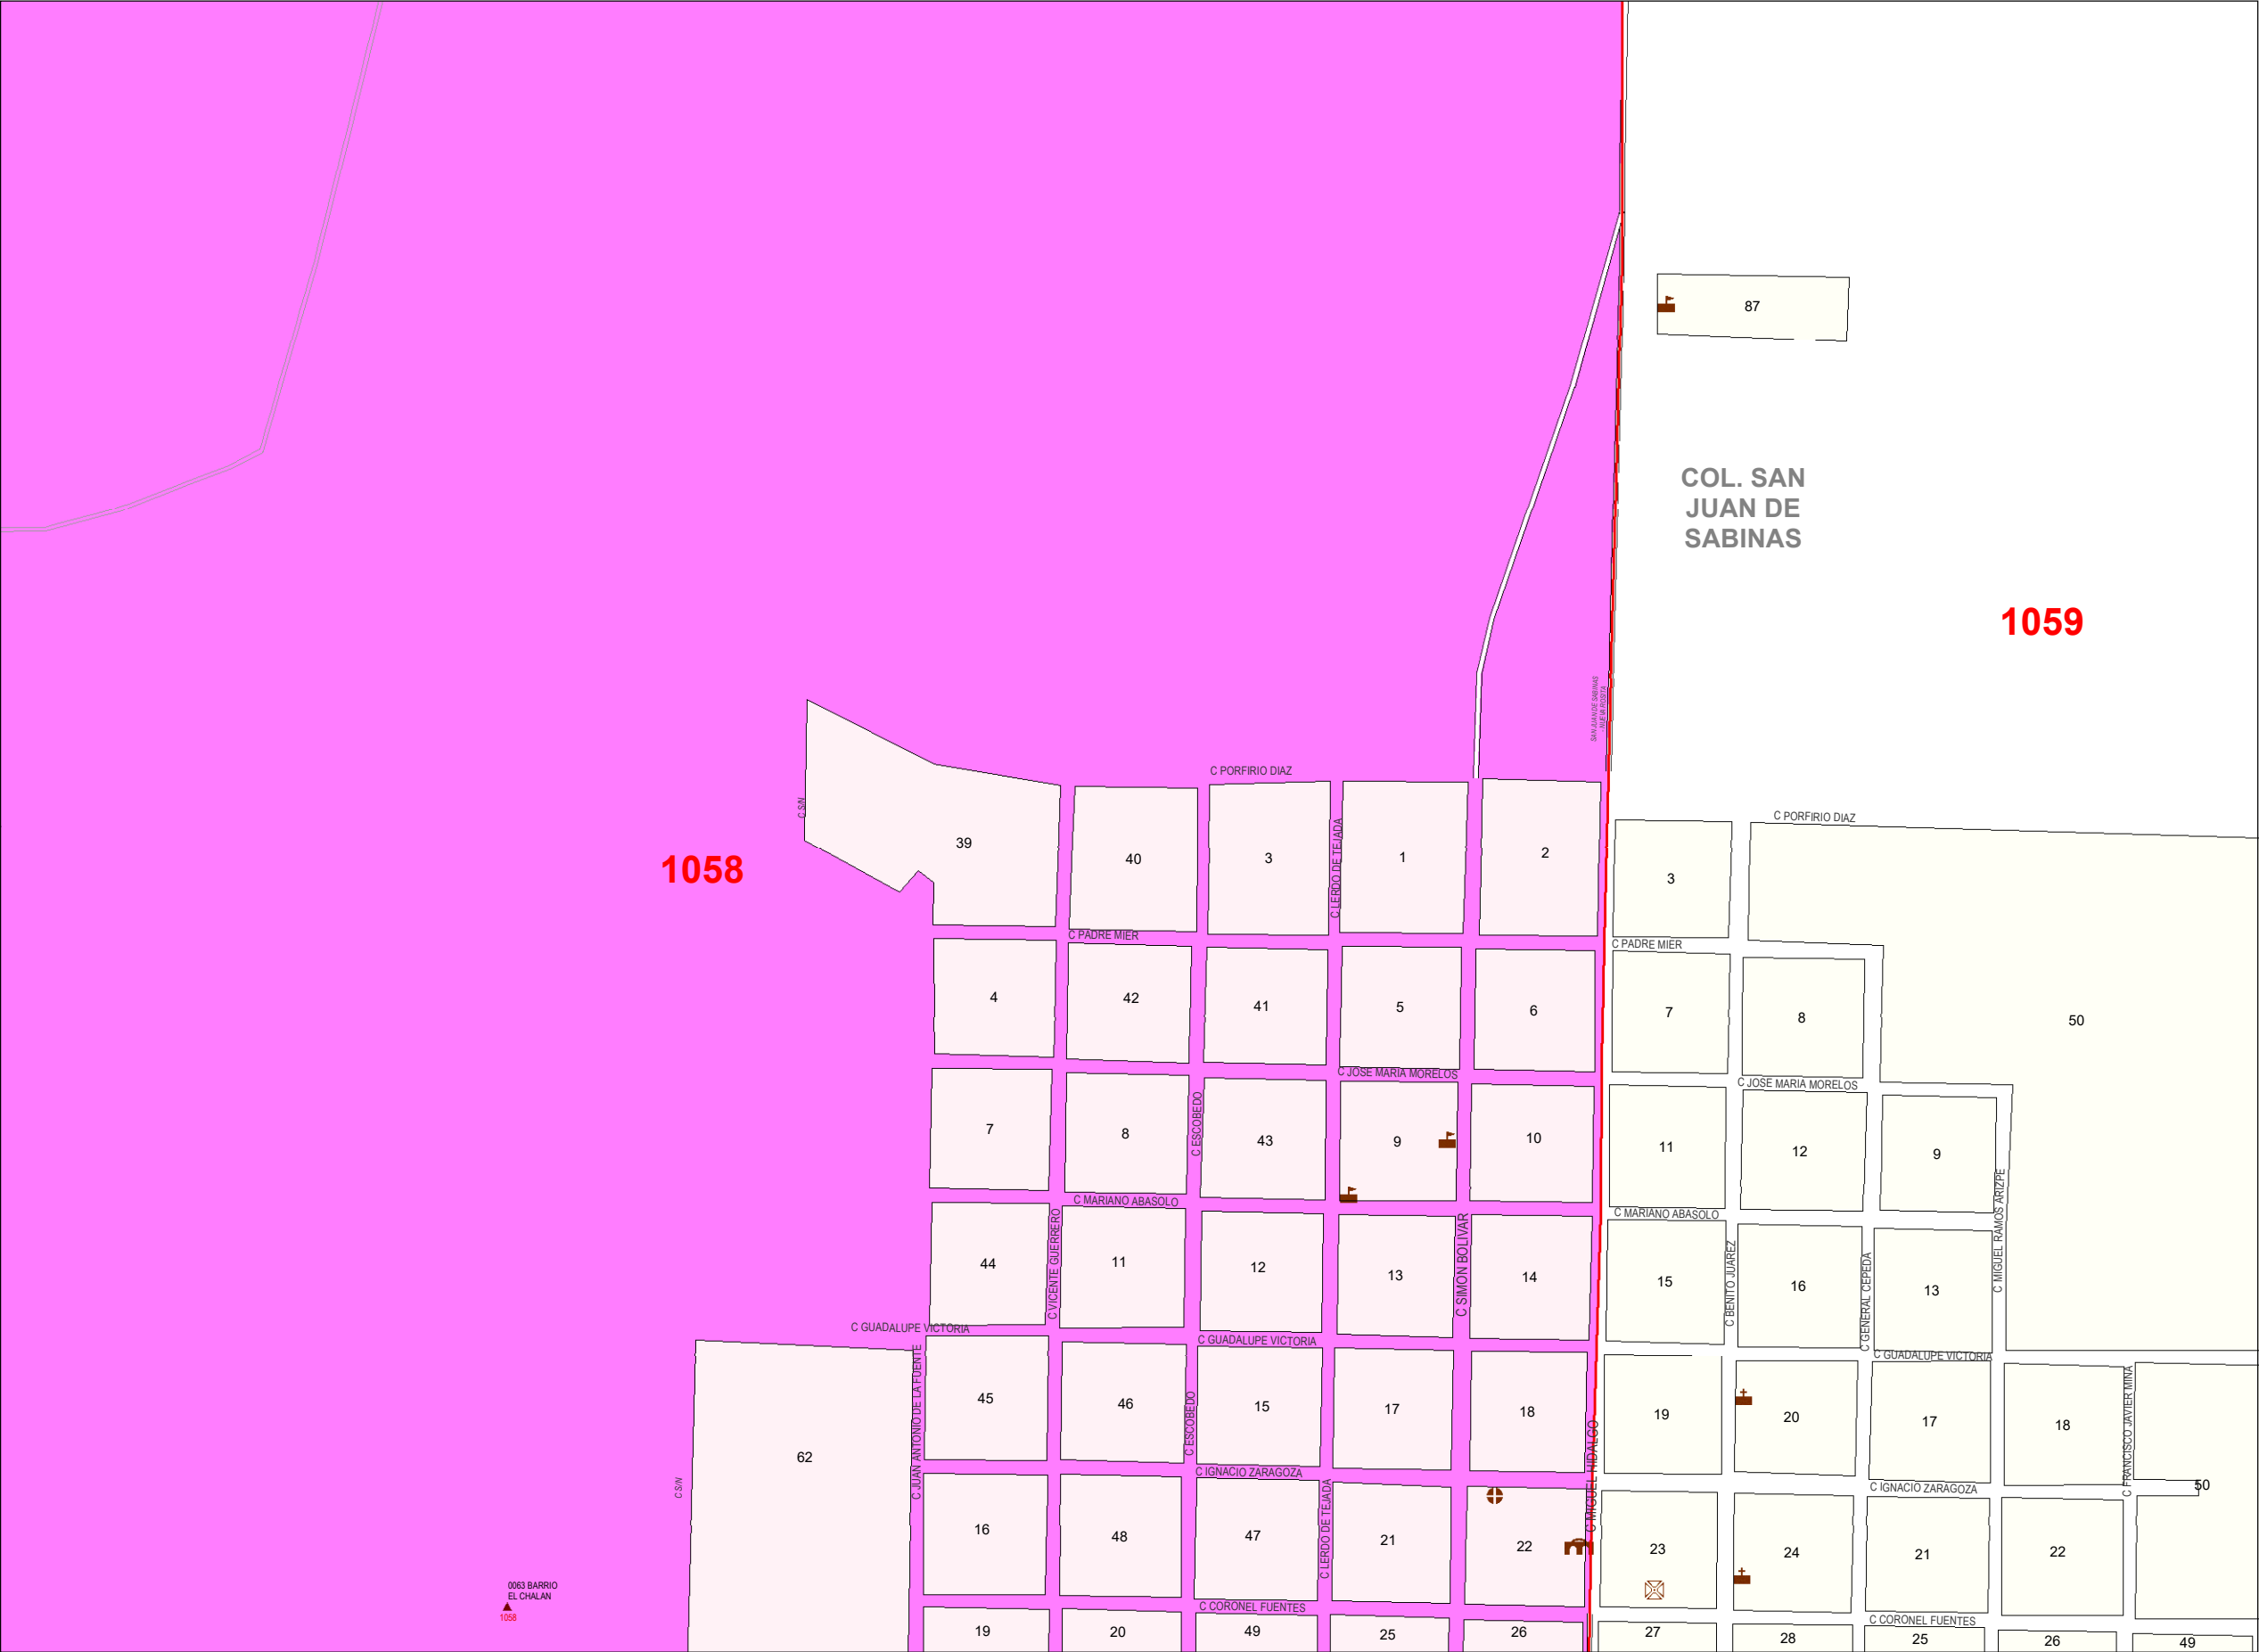 87
COL. SAN
JUAN DE
SABINAS
1059
SAN JUAN DE SABINAS
- NUEVA ROSITA
C PORFIRIO DIAZ
C S/N
C PORFIRIO DIAZ
1058
39
40
3
C LERDO DE TEJADA
1
2
3
C PADRE MIER
C PADRE MIER
4
42
41
5
6
7
8
50
C JOSE MARIA MORELOS
C JOSE MARIA MORELOS
7
8
C ESCOBEDO
43
9
10
11
12
9
C MIGUEL RAMOS ARIZPE
C MARIANO ABASOLO
C MARIANO ABASOLO
44
C VICENTE GUERRERO
11
12
13
C SIMON BOLIVAR
14
15
C BENITO JUAREZ
16
C GENERAL CEPEDA
13
C GUADALUPE VICTORIA
C GUADALUPE VICTORIA
C GUADALUPE VICTORIA
62
C JUAN ANTONIO DE LA FUENTE
45
46
C ESCOBEDO
15
17
18
C MIGUEL HIDALGO
19
20
17
18
C FRANCISCO JAVIER MINA
C S/N
C IGNACIO ZARAGOZA
C IGNACIO ZARAGOZA
50
16
48
47
C LERDO DE TEJADA
21
22
23
24
21
22
0063 BARRIO
EL CHALAN
1058
C CORONEL FUENTES
C CORONEL FUENTES
19
20
49
25
26
27
28
25
26
49